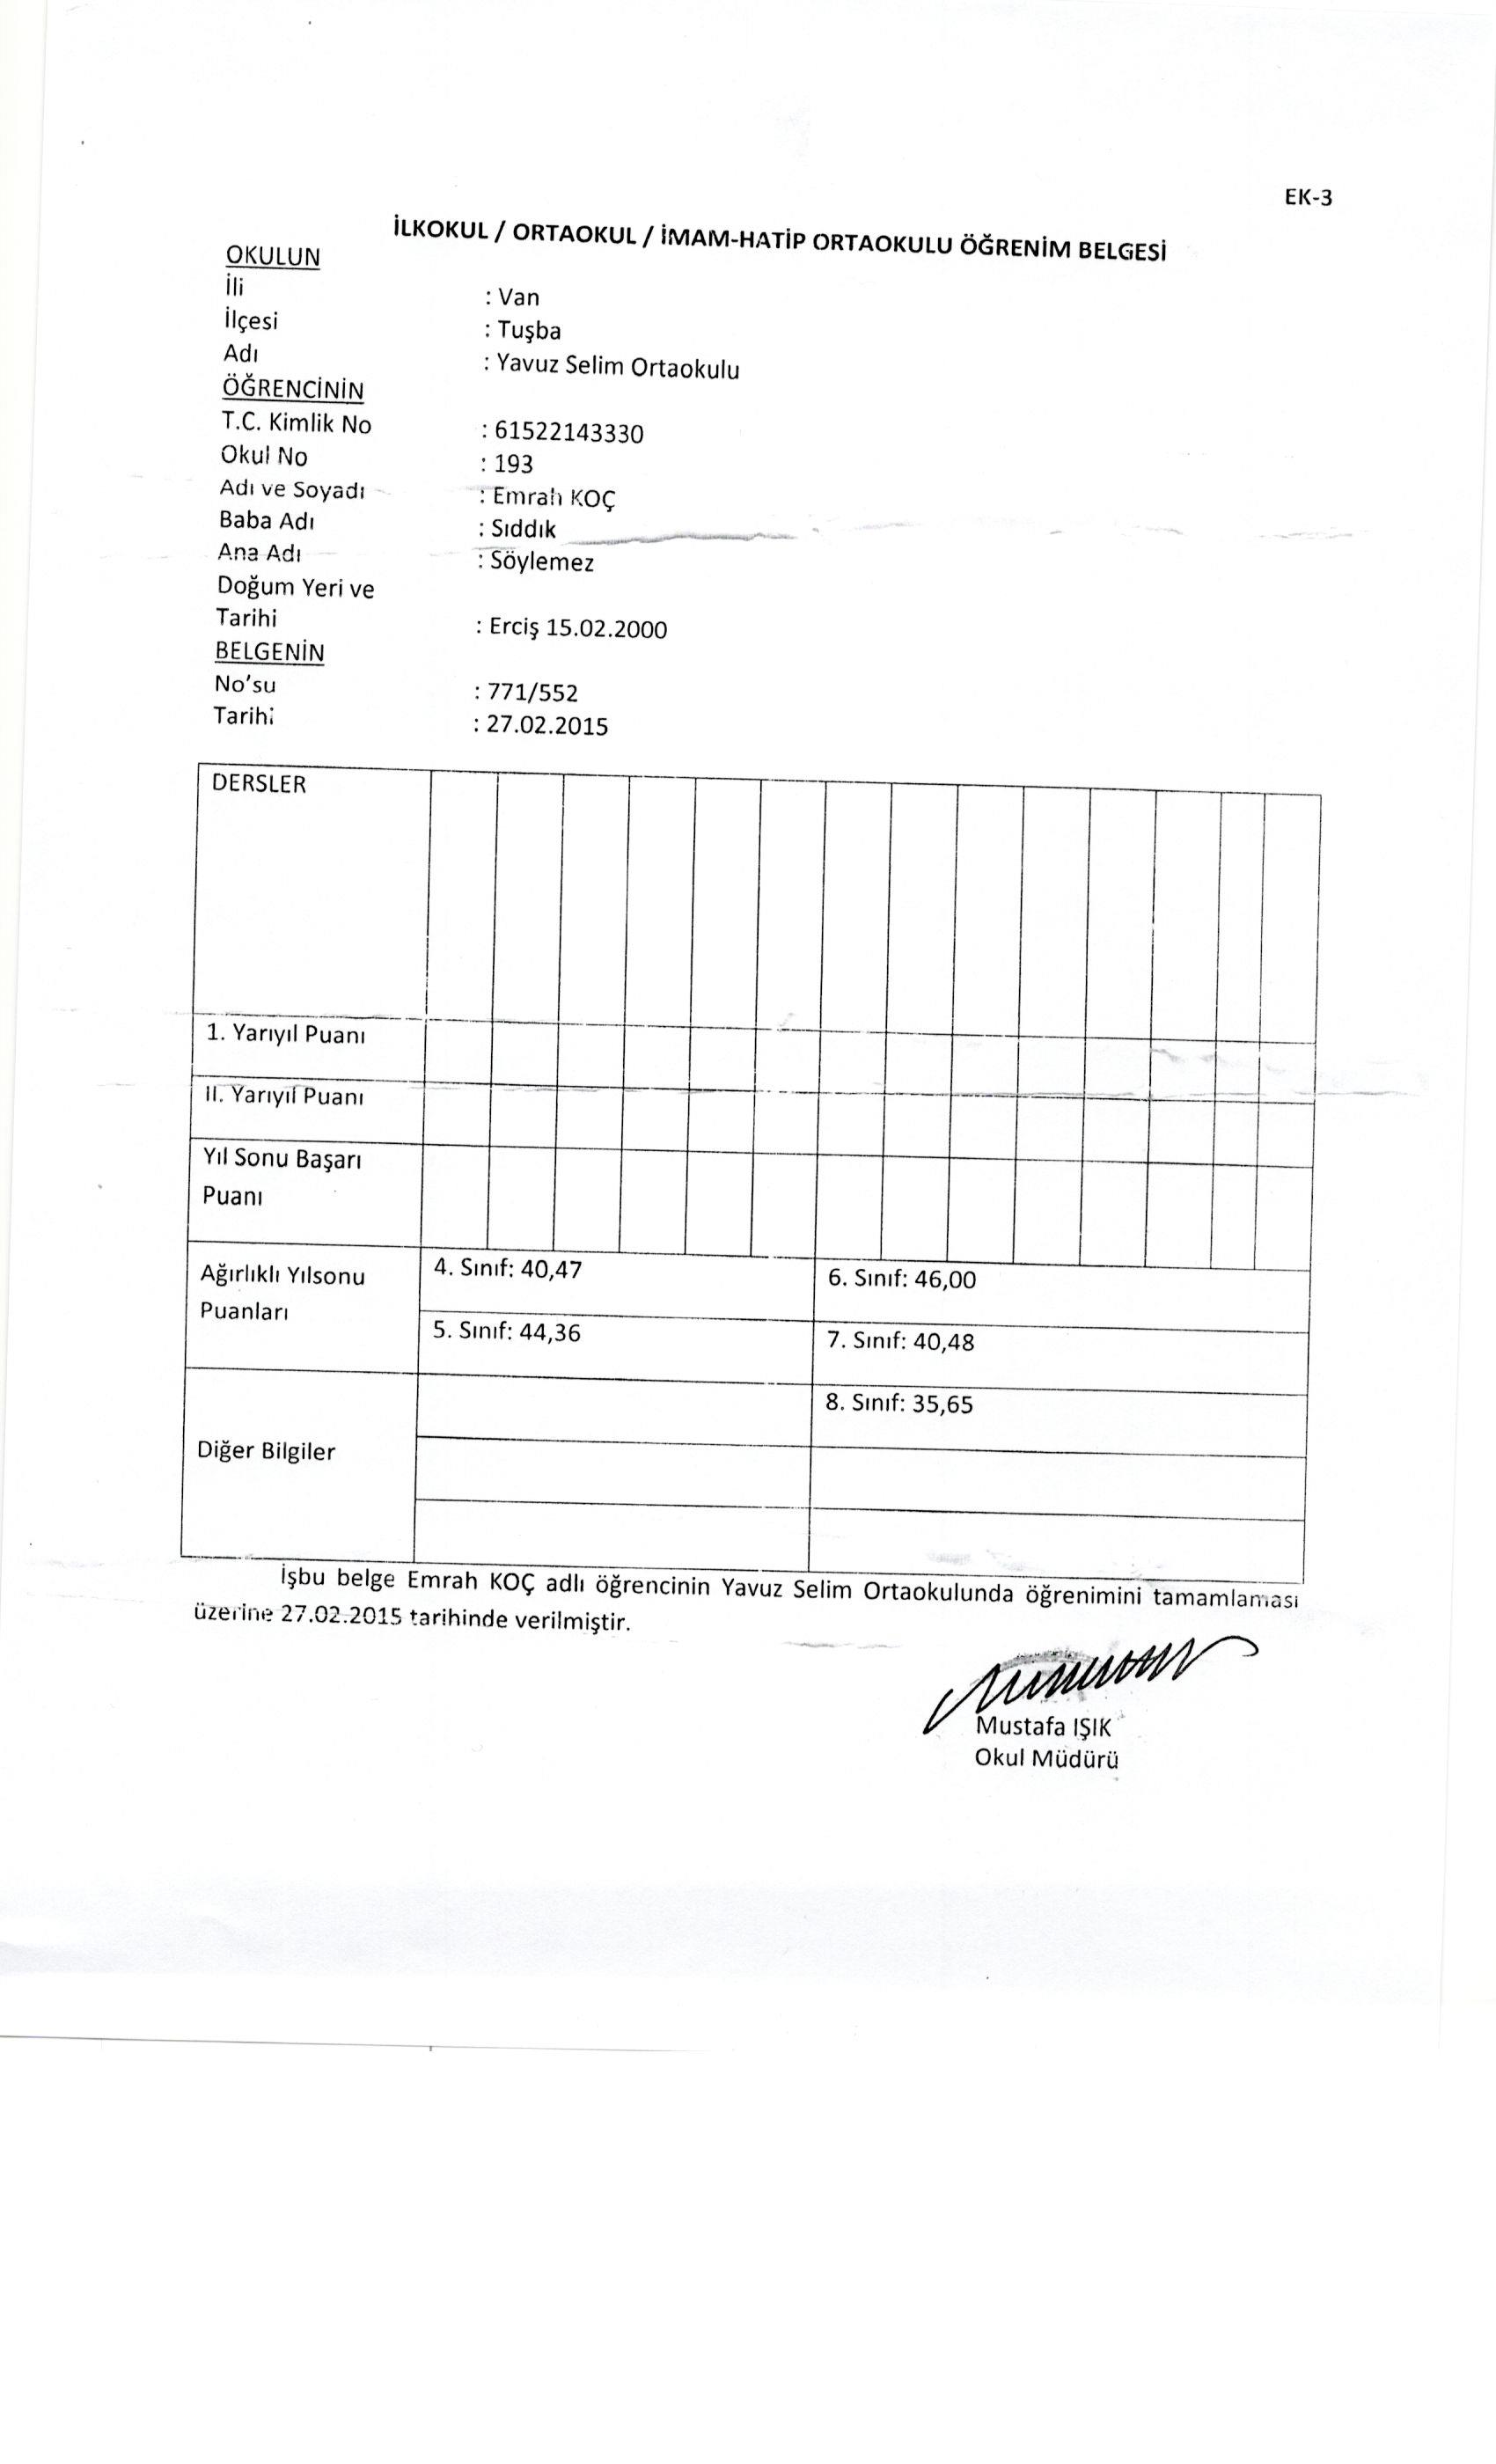 EK-3
İLKOKUL / ORTAOKUL / İMAM-HATİP ORTAOKULU ÖĞRENİM BELGESİ
OKULUN
İli : Van
İlçesi : Tuşba
Adı : Yavuz Selim Ortaokulu
ÖĞRENCİNİN
T.C. Kimlik No : 61522143330
Okul No : 193
Adı ve Soyadı : Emrah KOÇ
Baba Adı : Sıddık
Ana Adı : Söylemez
Doğum Yeri ve
Tarihi : Erciş 15.02.2000
BELGENİN
No'su : 771/552
Tarihi : 27.02.2015
DERSLER
1. Yarıyıl Puanı
II. Yarıyıl Puanı
Yıl Sonu Başarı
Puanı
Ağırlıklı Yılsonu
Puanları
4. Sınıf: 40,47
6. Sınıf: 46,00
5. Sınıf: 44,36
7. Sınıf: 40,48
8. Sınıf: 35,65
Diğer Bilgiler
İşbu belge Emrah KOÇ adlı öğrencinin Yavuz Selim Ortaokulunda öğrenimini tamamlaması
üzerine 27.02.2015 tarihinde verilmiştir.
Mustafa IŞIK
Okul Müdürü